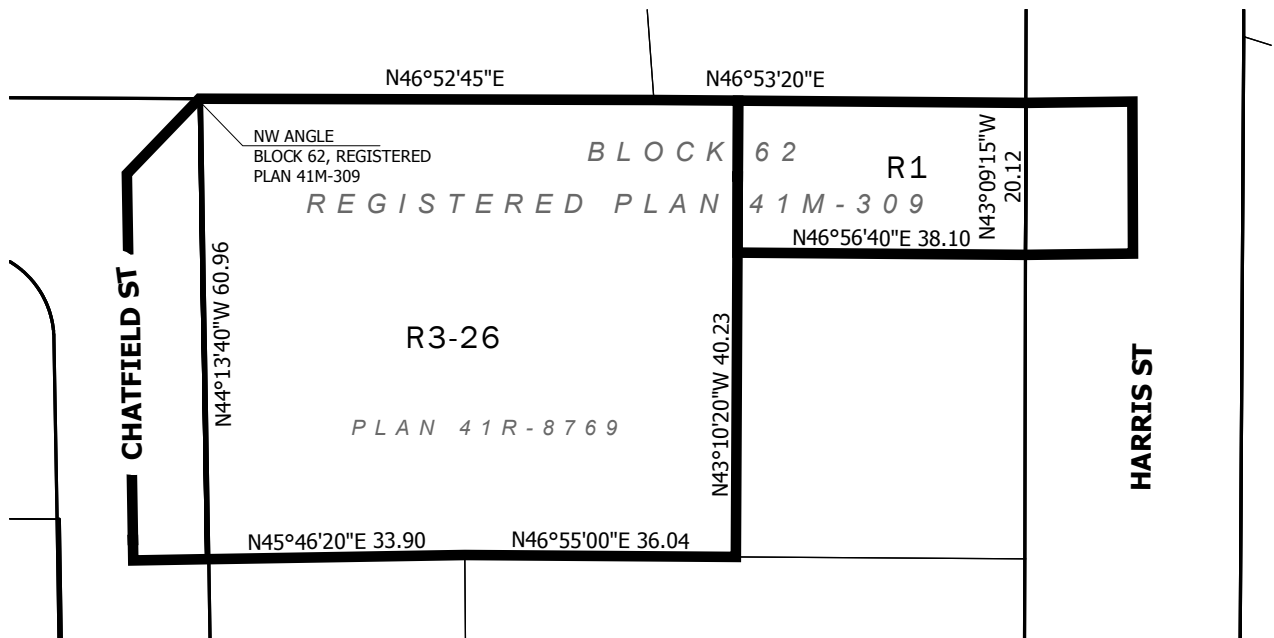 N46°52'45"E
N46°53'20"E
NW ANGLE
BLOCK 62, REGISTERED
PLAN 41M-309
BLOCK 62
REGISTERED PLAN 41M-309
R1
N43°09'15"W
20.12
N46°56'40"E 38.10
N44°13'40"W 60.96
CHATFIELD ST
R3-26
N43°10'20"W 40.23
HARRIS ST
PLAN 41R-8769
N45°46'20"E 33.90
N46°55'00"E 36.04